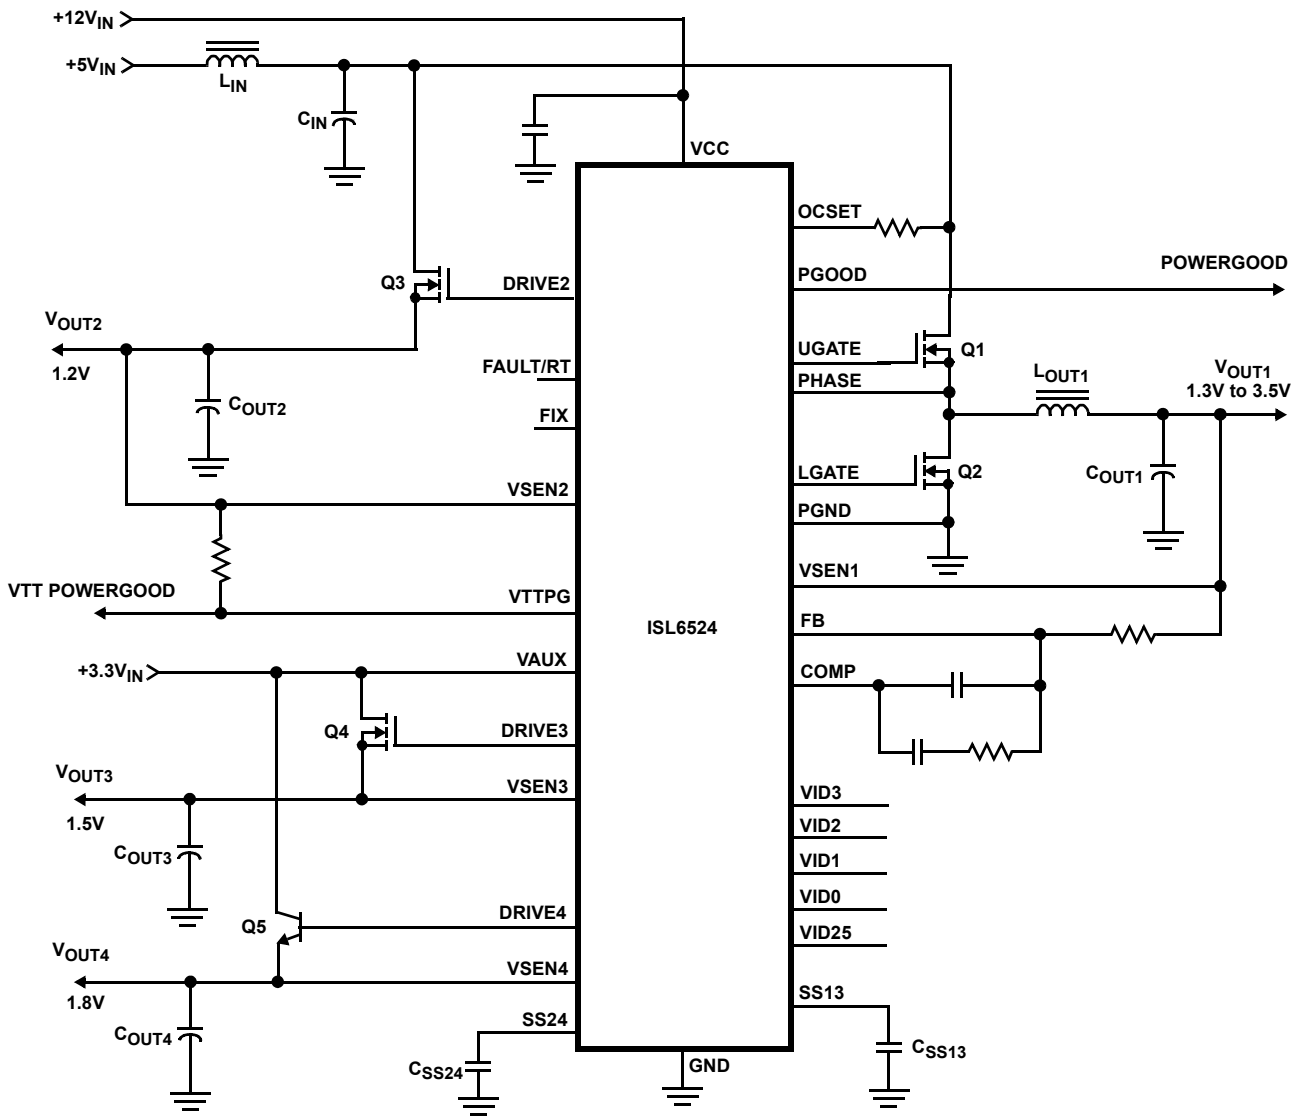 +12VIN
+5VIN
LIN
CIN
VCC
OCSET
PGOOD
POWERGOOD
Q3
DRIVE2
VOUT2
1.2V
COUT2
FAULT/RT
FIX
UGATE
Q1
PHASE
LOUT1
VOUT1
1.3V to 3.5V
LGATE
Q2
COUT1
PGND
VSEN2
VSEN1
VTT POWERGOOD
VTTPG
ISL6524
FB
+3.3VIN
VAUX
COMP
Q4
DRIVE3
VOUT3
1.5V
VSEN3
COUT3
VID3
VID2
VID1
VID0
VID25
Q5
DRIVE4
VOUT4
1.8V
VSEN4
COUT4
SS24
CSS24
SS13
CSS13
GND